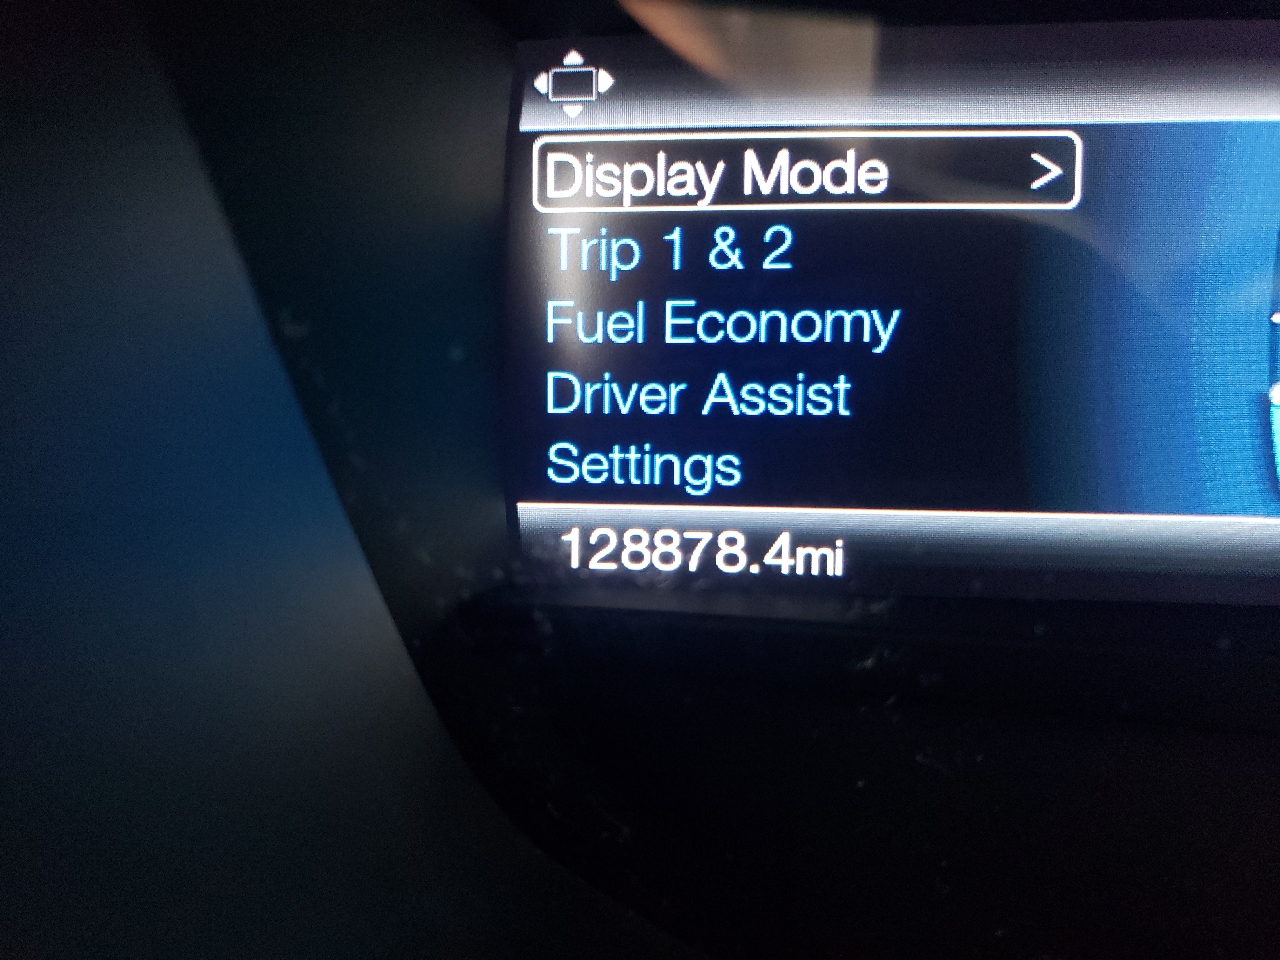 Display Mode >
Trip 1 & 2
Fuel Economy
Driver Assist
Settings
128878.4mi